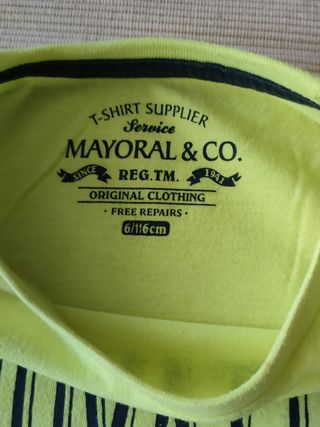 T-SHIRT SUPPLIER
Service
MAYORAL & CO.
SINCE REG.TM. 1941
ORIGINAL CLOTHING
· FREE REPAIRS ·
6/116cm